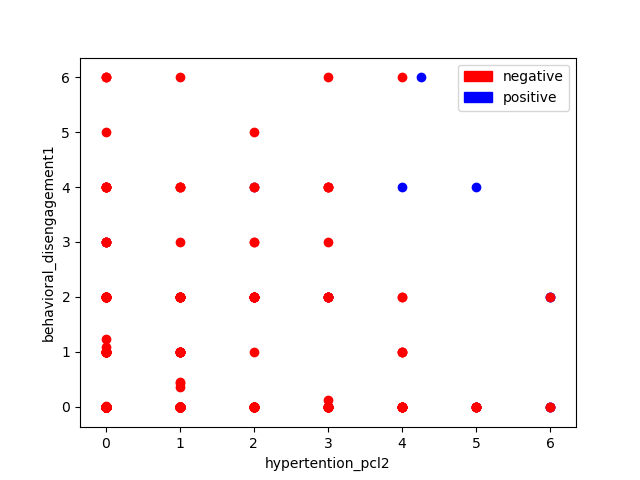 negative
positive
6
5
4
3
2
1
0
behavioral_disengagement1
0 1 2 3 4 5 6
hypertention_pcl2